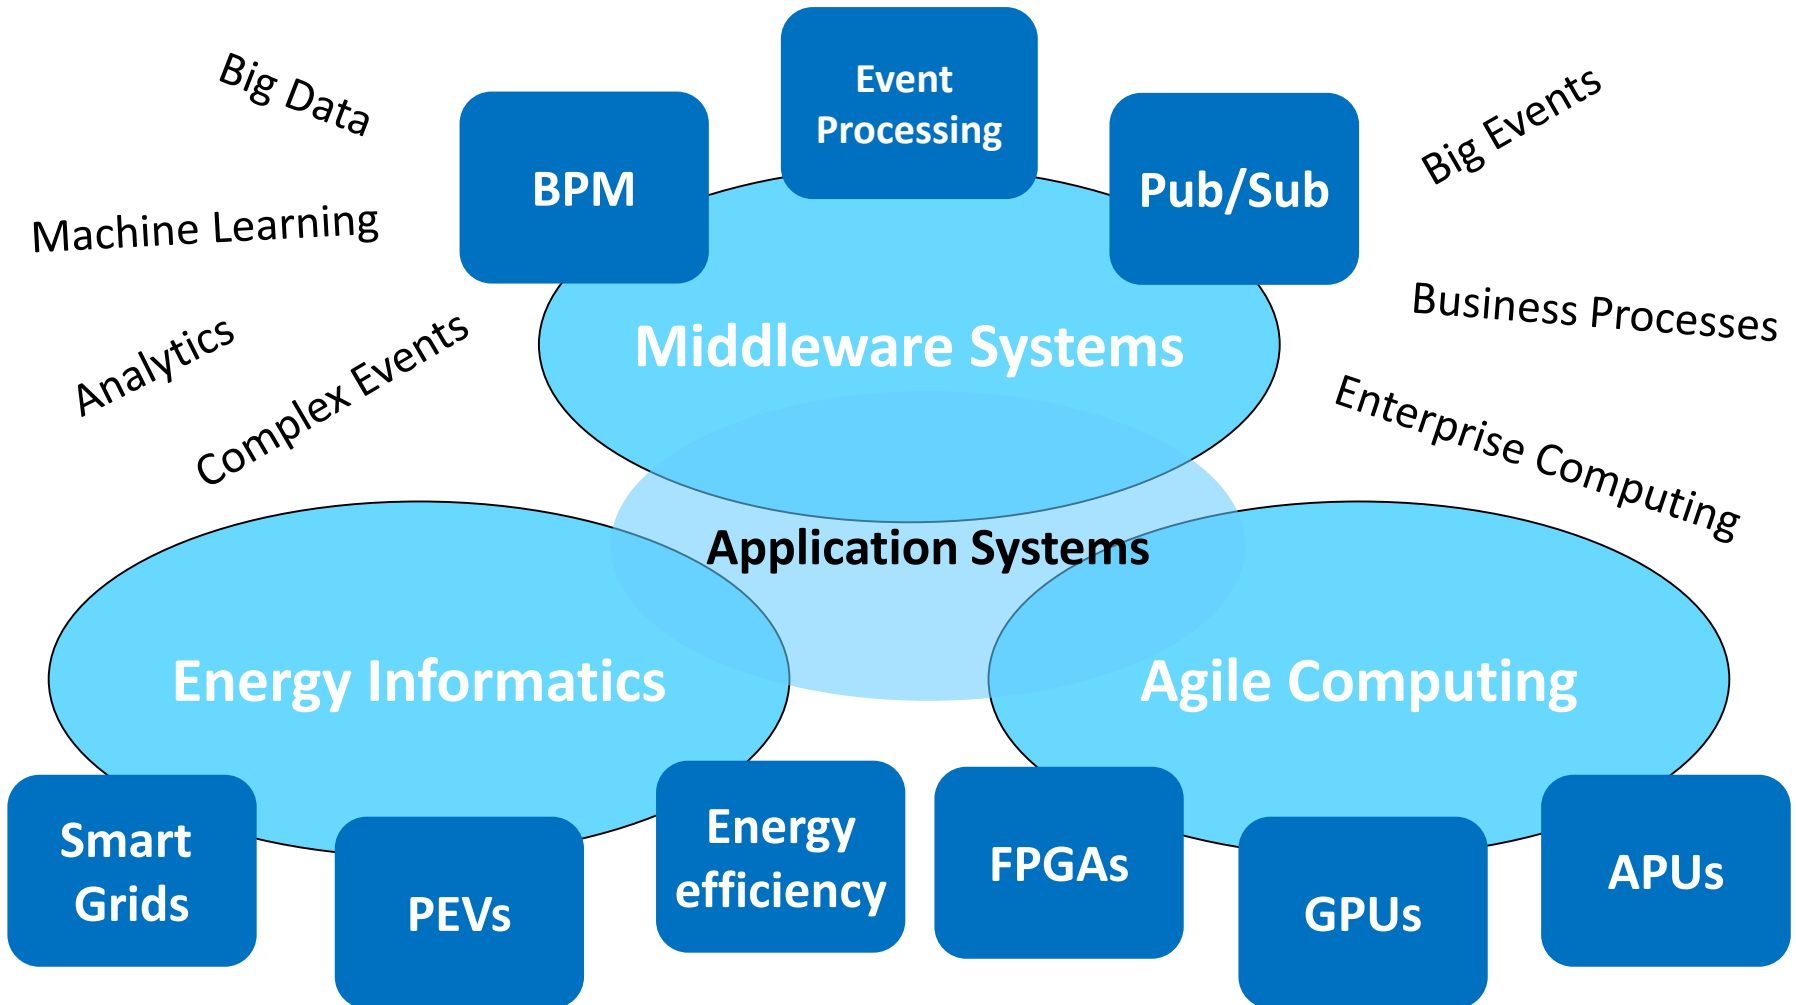 Event
Processing
Big Data
BPM
Pub/Sub
Big Events
Machine Learning
Middleware Systems
Business Processes
Analytics
Complex Events
Enterprise Computing
Application Systems
Energy Informatics
Agile Computing
Smart
Grids
PEVs
Energy
efficiency
FPGAs
GPUs
APUs